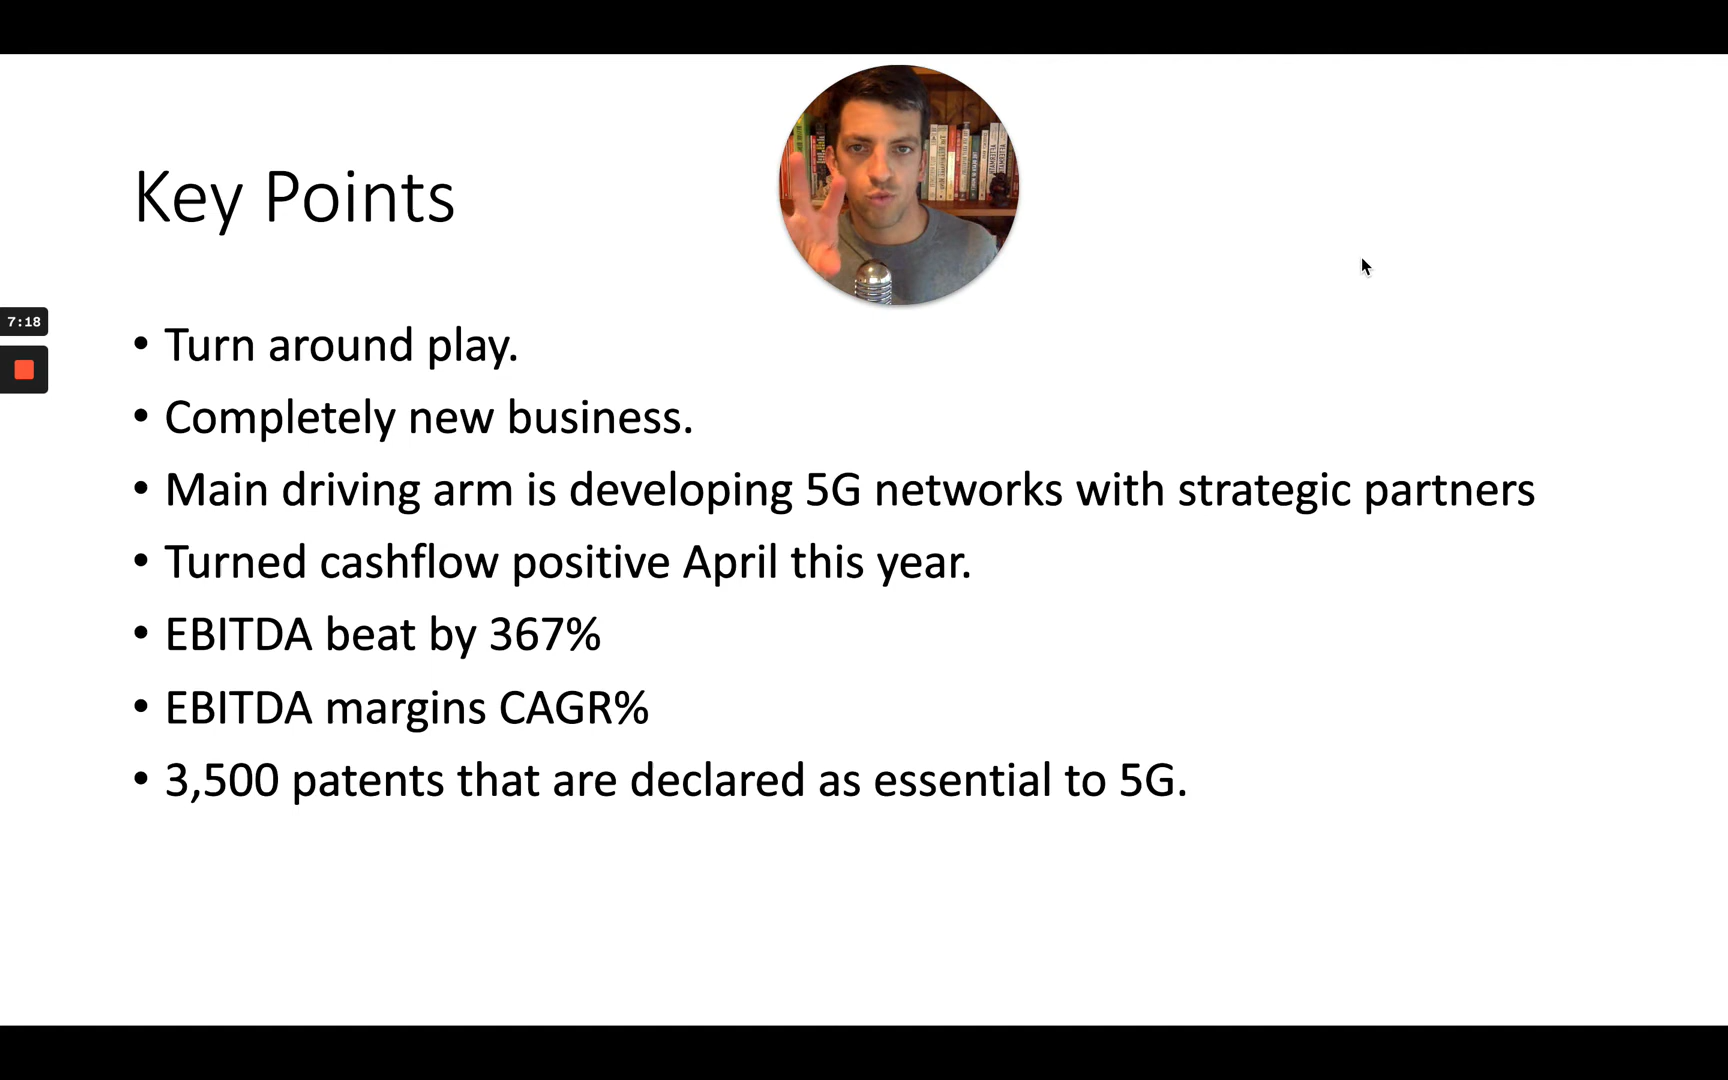 Key Points
7:18
• Turn around play.
• Completely new business.
• Main driving arm is developing 5G networks with strategic partners
• Turned cashflow positive April this year.
• EBITDA beat by 367%
• EBITDA margins CAGR%
• 3,500 patents that are declared as essential to 5G.